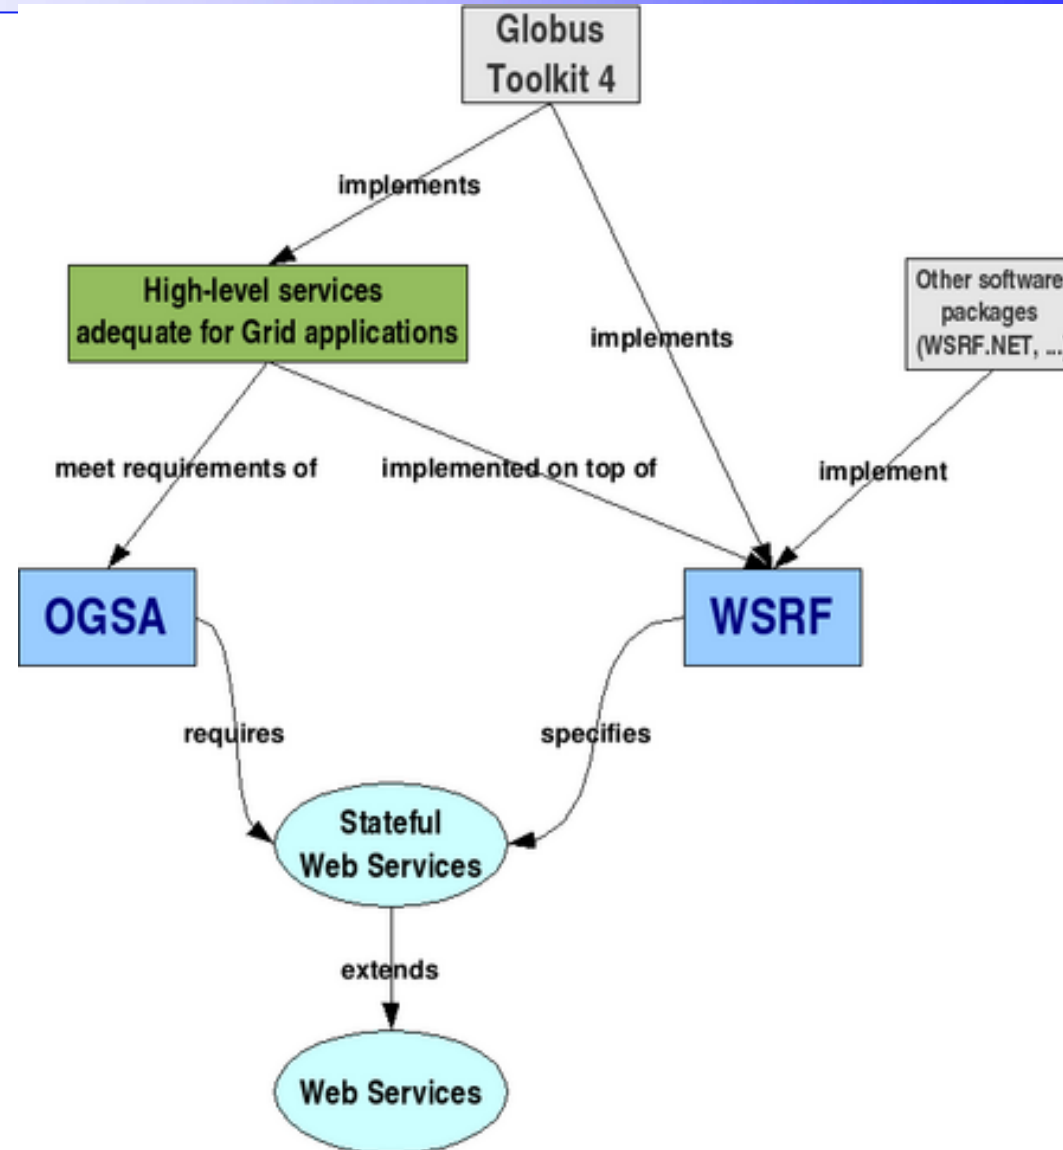 Globus
Toolkit 4
implements
High-level services
adequate for Grid applications
implements
Other software
packages
(WSRF.NET, ...
meet requirements of
implemented on top of
implement
OGSA
WSRF
requires
specifies
Stateful
Web Services
extends
Web Services